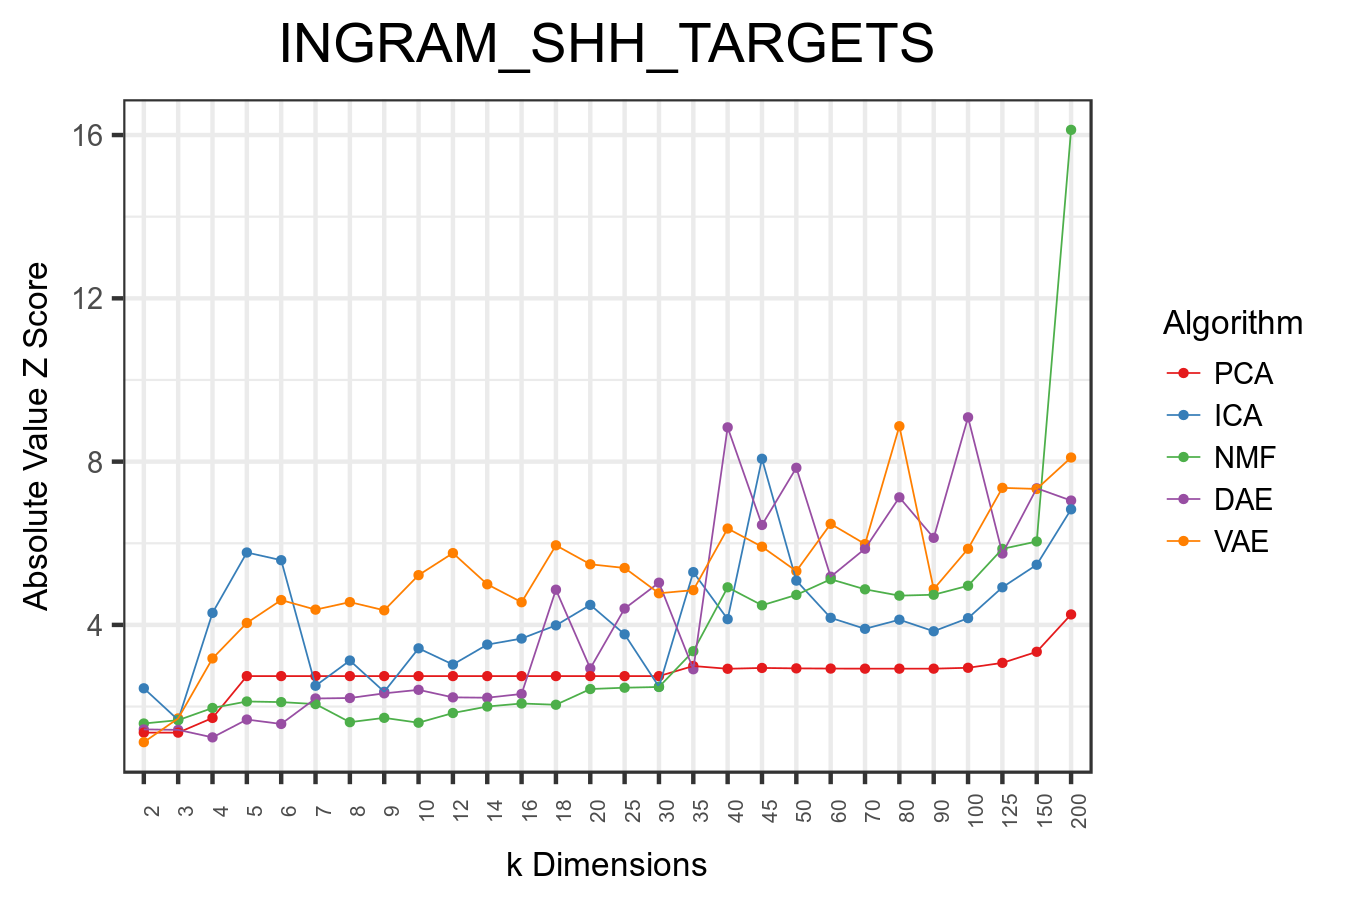 INGRAM_SHH_TARGETS
Absolute Value Z Score
16
12
8
4
2 3 4 5 6 7 8 9 10 12 14 16 18 20 25 30 35 40 45 50 60 70 80 90 100 125 150 200
k Dimensions
Algorithm
PCA
ICA
NMF
DAE
VAE